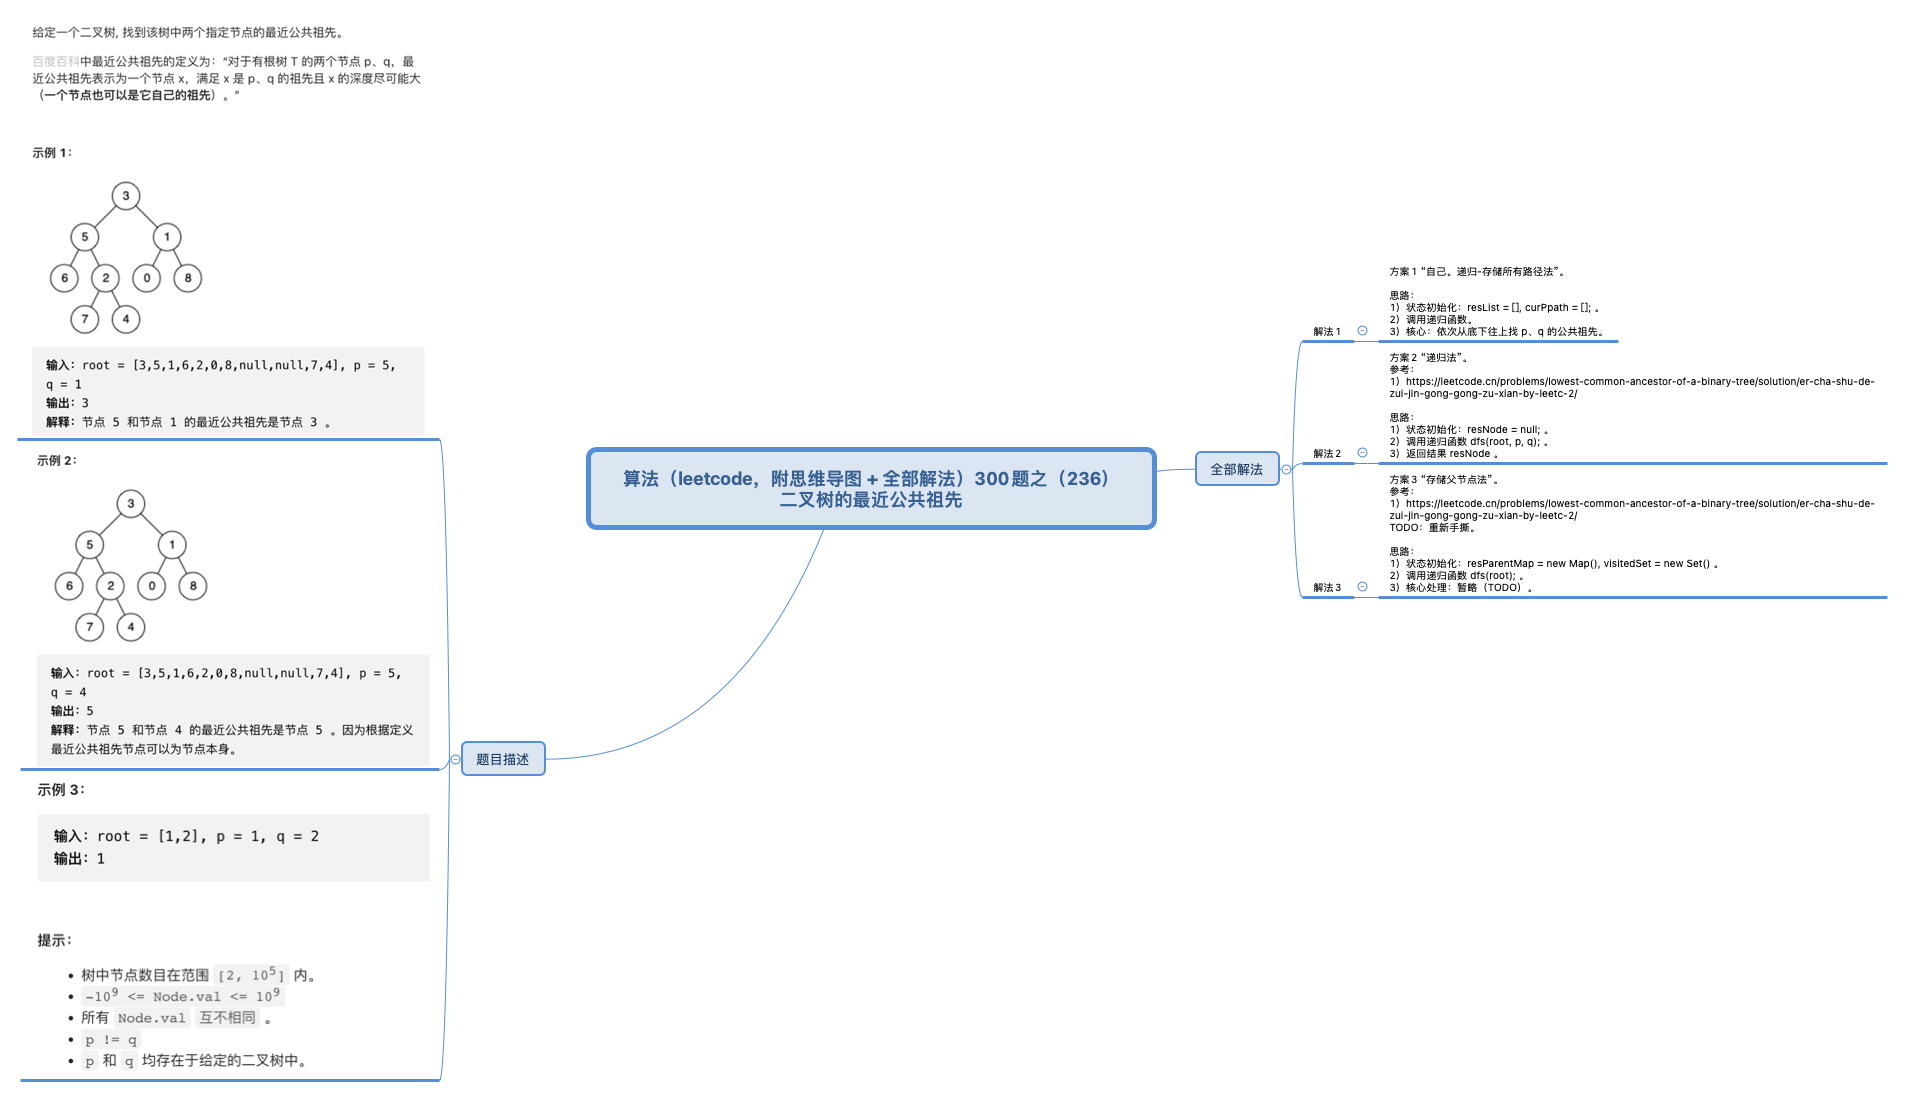 给定一个二叉树, 找到该树中两个指定节点的最近公共祖先。
百度百科中最近公共祖先的定义为：“对于有根树 T 的两个节点 p、q，最
近公共祖先表示为一个节点 x，满足 x 是 p、q 的祖先且 x 的深度尽可能大
（一个节点也可以是它自己的祖先）。”
示例 1：
3
5 1
6 2 0 8
7 4
输入：root = [3,5,1,6,2,0,8,null,null,7,4], p = 5,
q = 1
输出：3
解释：节点 5 和节点 1 的最近公共祖先是节点 3 。
示例 2：
3
5 1
6 2 0 8
7 4
输入：root = [3,5,1,6,2,0,8,null,null,7,4], p = 5,
q = 4
输出：5
解释：节点 5 和节点 4 的最近公共祖先是节点 5 。因为根据定义
最近公共祖先节点可以为节点本身。
示例 3：
输入：root = [1,2], p = 1, q = 2
输出：1
提示：
• 树中节点数目在范围 [2, 10⁵] 内。
• -10⁹ <= Node.val <= 10⁹
• 所有 Node.val 互不相同 。
• p != q
• p 和 q 均存在于给定的二叉树中。
题目描述
算法（leetcode，附思维导图 + 全部解法）300题之（236）
二叉树的最近公共祖先
全部解法
解法 1
方案 1 “自己。递归-存储所有路径法”。
思路：
1）状态初始化：resList = [], curPpath = []; 。
2）调用递归函数。
3）核心：依次从底下往上找 p、q 的公共祖先。
解法 2
方案 2 “递归法”。
参考：
1）https://leetcode.cn/problems/lowest-common-ancestor-of-a-binary-tree/solution/er-cha-shu-de-
zui-jin-gong-gong-zu-xian-by-leetc-2/
思路：
1）状态初始化：resNode = null; 。
2）调用递归函数 dfs(root, p, q); 。
3）返回结果 resNode 。
解法 3
方案 3 “存储父节点法”。
参考：
1）https://leetcode.cn/problems/lowest-common-ancestor-of-a-binary-tree/solution/er-cha-shu-de-
zui-jin-gong-gong-zu-xian-by-leetc-2/
TODO：重新手撕。
思路：
1）状态初始化：resParentMap = new Map(), visitedSet = new Set() 。
2）调用递归函数 dfs(root); 。
3）核心处理：暂略（TODO）。